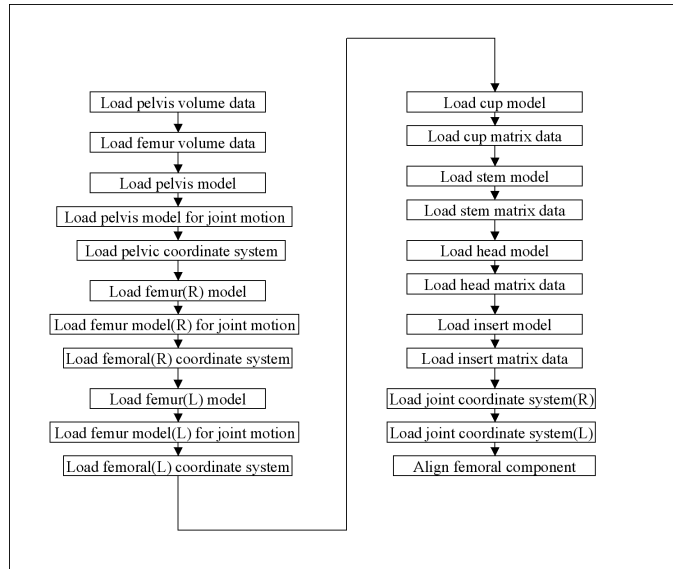 Load pelvis volume data
Load femur volume data
Load pelvis model
Load pelvis model for joint motion
Load pelvic coordinate system
Load femur(R) model
Load femur model(R) for joint motion
Load femoral(R) coordinate system
Load femur(L) model
Load femur model(L) for joint motion
Load femoral(L) coordinate system
Load cup model
Load cup matrix data
Load stem model
Load stem matrix data
Load head model
Load head matrix data
Load insert model
Load insert matrix data
Load joint coordinate system(R)
Load joint coordinate system(L)
Align femoral component